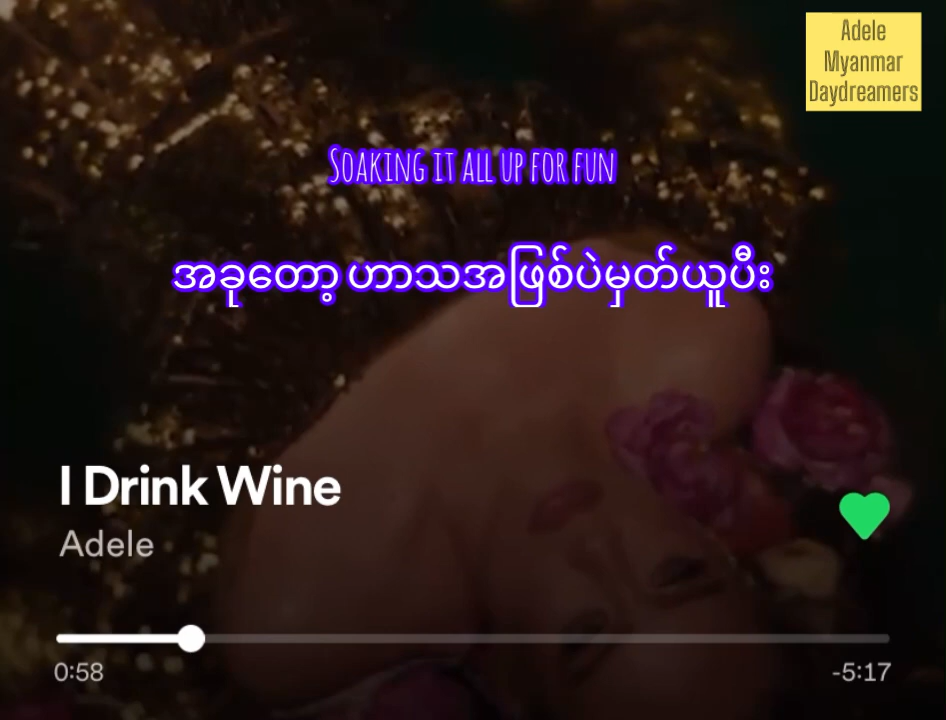 Adele
Myanmar
Daydreamers
SOAKING IT ALL UP FOR FUN
အခုတော့ ဟာသအဖြစ်ပဲမှတ်ယူပီး
I Drink Wine
Adele
0:58
-5:17